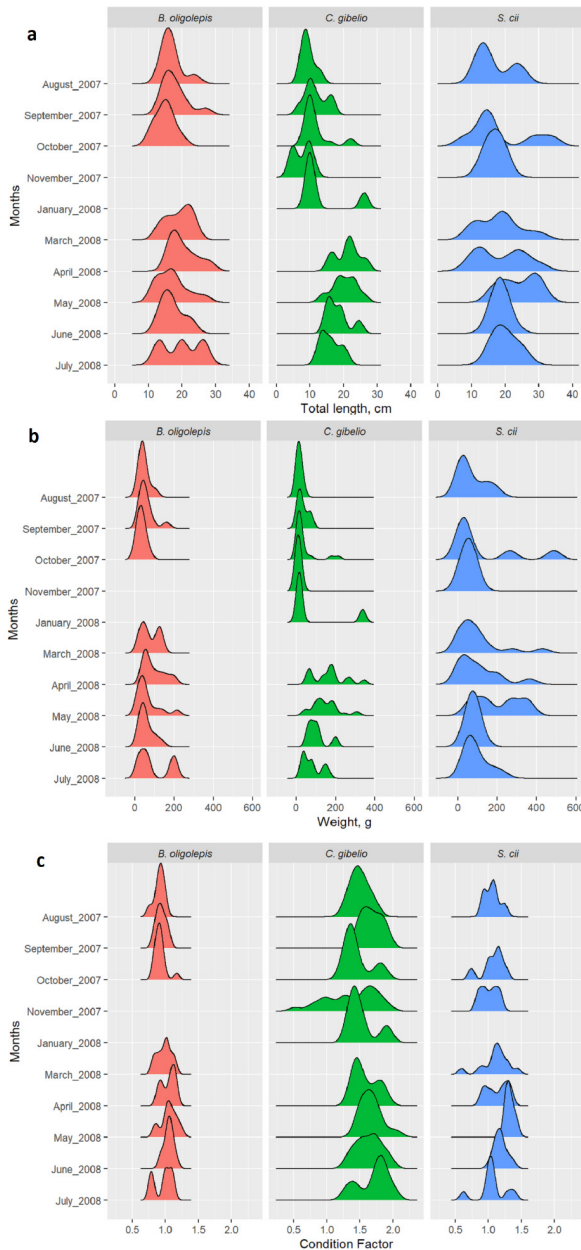 a
B. oligolepis C. gibelio S. cii
Months
August_2007
September_2007
October_2007
November_2007
January_2008
March_2008
April_2008
May_2008
June_2008
July_2008
0 10 20 30 40 0 10 20 30 40 0 10 20 30 40
Total length, cm
b
B. oligolepis C. gibelio S. cii
Months
August_2007
September_2007
October_2007
November_2007
January_2008
March_2008
April_2008
May_2008
June_2008
July_2008
0 200 400 600 0 200 400 600 0 200 400 600
Weight, g
c
B. oligolepis C. gibelio S. cii
Months
August_2007
September_2007
October_2007
November_2007
January_2008
March_2008
April_2008
May_2008
June_2008
July_2008
0.5 1.0 1.5 2.0 0.5 1.0 1.5 2.0 0.5 1.0 1.5 2.0
Condition Factor